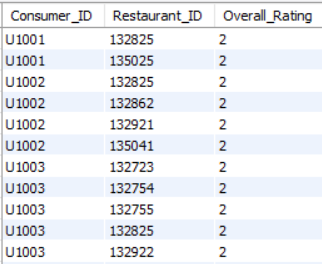 Consumer_ID Restaurant_ID Overall_Rating
U1001 132825 2
U1001 135025 2
U1002 132825 2
U1002 132862 2
U1002 132921 2
U1002 135041 2
U1003 132723 2
U1003 132754 2
U1003 132755 2
U1003 132825 2
U1003 132922 2